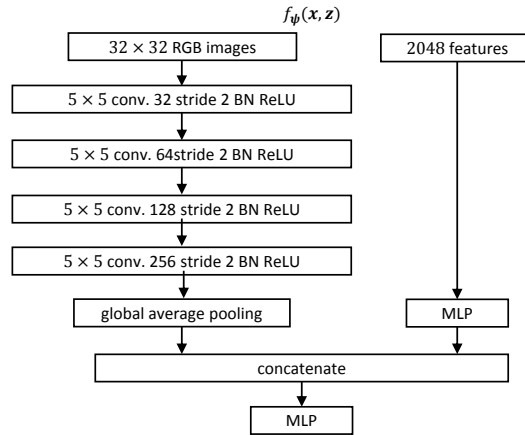 f_ψ(x, z)
32 × 32 RGB images
2048 features
5 × 5 conv. 32 stride 2 BN ReLU
5 × 5 conv. 64stride 2 BN ReLU
5 × 5 conv. 128 stride 2 BN ReLU
5 × 5 conv. 256 stride 2 BN ReLU
global average pooling
MLP
concatenate
MLP